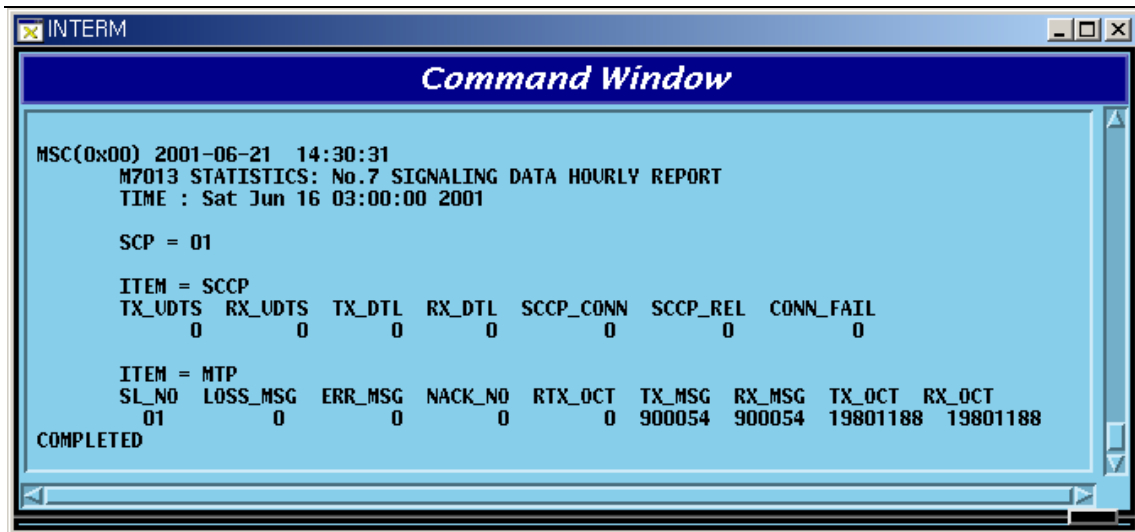 INTERM
Command Window
MSC(0x00) 2001-06-21 14:30:31
M7013 STATISTICS: No.7 SIGNALING DATA HOURLY REPORT
TIME : Sat Jun 16 03:00:00 2001
SCP = 01
ITEM = SCCP
TX_UDTS RX_UDTS TX_DTL RX_DTL SCCP_CONN SCCP_REL CONN_FAIL
0 0 0 0 0 0 0
ITEM = MTP
SL_NO LOSS_MSG ERR_MSG NACK_NO RTX_OCT TX_MSG RX_MSG TX_OCT RX_OCT
01 0 0 0 0 900054 900054 19801188 19801188
COMPLETED